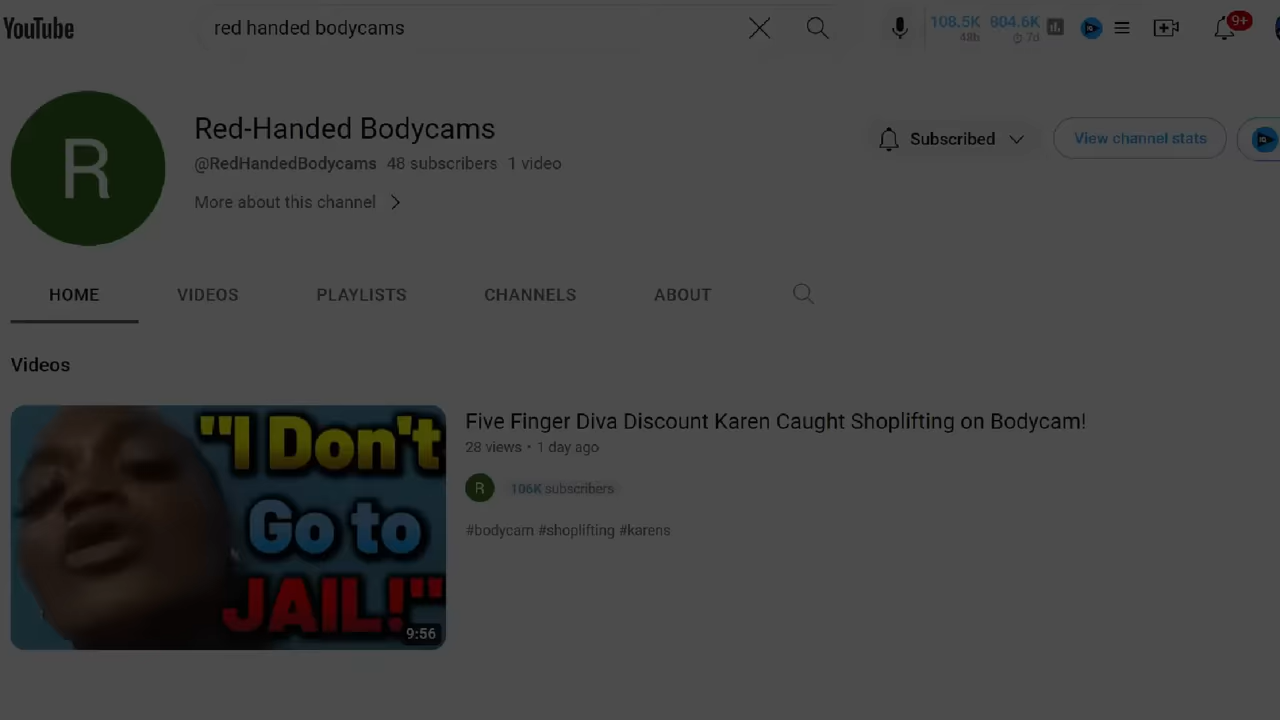 YouTube
red handed bodycams
108.5K 804.6K
48h 7d
9+
R
Red-Handed Bodycams
@RedHandedBodycams 48 subscribers 1 video
More about this channel
Subscribed
View channel stats
HOME VIDEOS PLAYLISTS CHANNELS ABOUT
Videos
"I Don't
Go to
JAIL!"
9:56
Five Finger Diva Discount Karen Caught Shoplifting on Bodycam!
28 views • 1 day ago
R 106K subscribers
#bodycam #shoplifting #karens